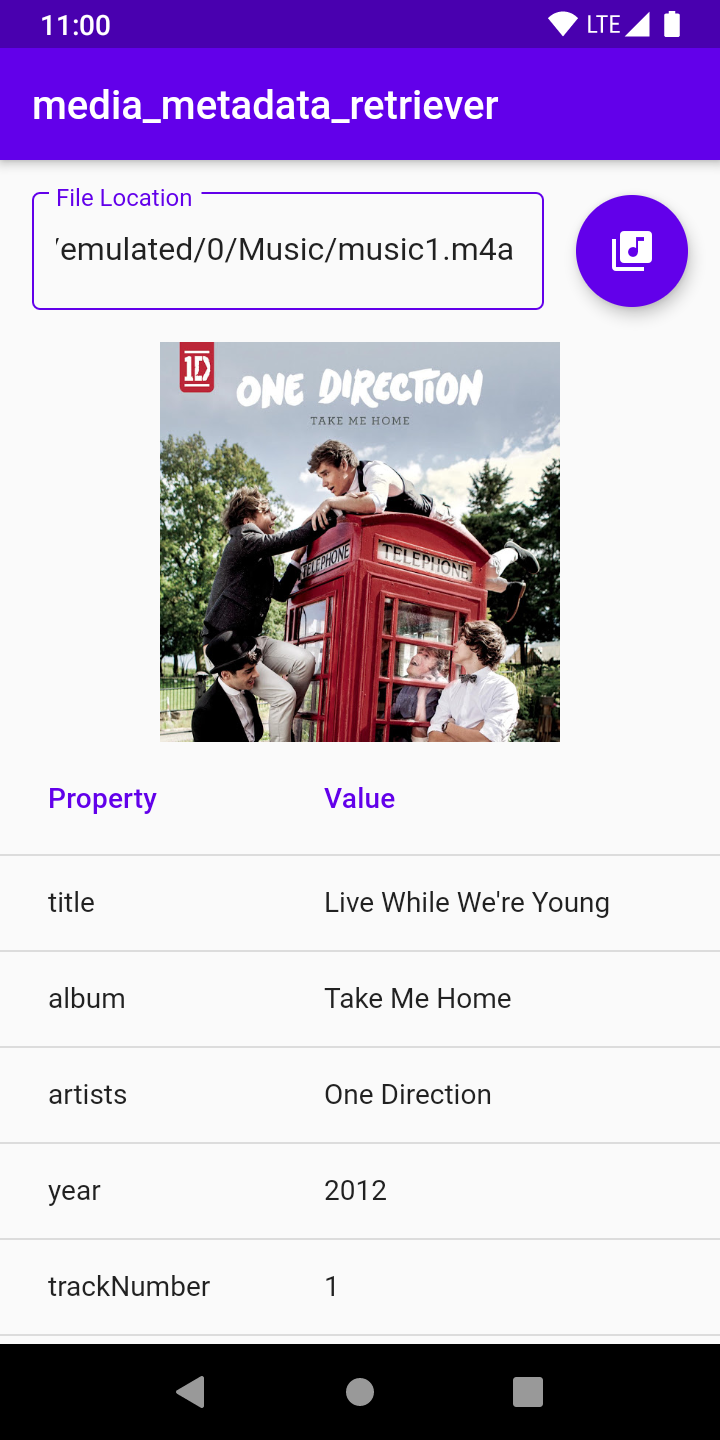 11:00 LTE
media_metadata_retriever
File Location
/emulated/0/Music/music1.m4a
1D
ONE DIRECTION
TAKE ME HOME
TELEPHONE TELEPHONE
Property Value
title Live While We're Young
album Take Me Home
artists One Direction
year 2012
trackNumber 1